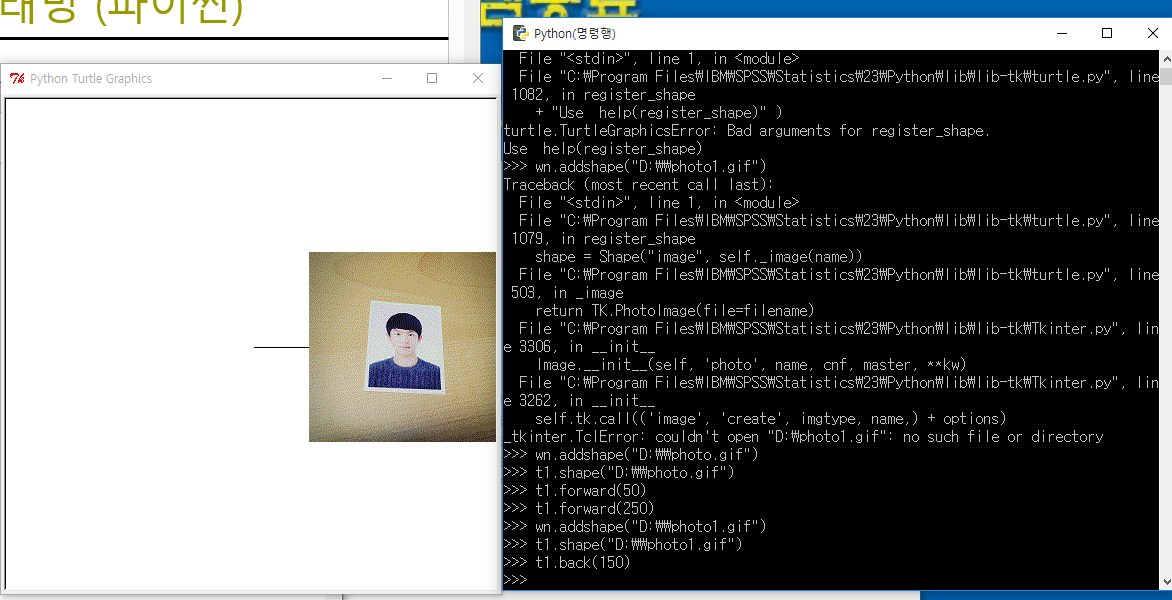 래밍 (파이썬)
Python Turtle Graphics
Python(명령행)
  File "<stdin>", line 1, in <module>
  File "C:₩Program Files₩IBM₩SPSS₩Statistics₩23₩Python₩lib₩lib-tk₩turtle.py", line
 1082, in register_shape
    + "Use  help(register_shape)" )
turtle.TurtleGraphicsError: Bad arguments for register_shape.
Use  help(register_shape)
>>> wn.addshape("D:₩₩photo1.gif")
Traceback (most recent call last):
  File "<stdin>", line 1, in <module>
  File "C:₩Program Files₩IBM₩SPSS₩Statistics₩23₩Python₩lib₩lib-tk₩turtle.py", line
 1079, in register_shape
    shape = Shape("image", self._image(name))
  File "C:₩Program Files₩IBM₩SPSS₩Statistics₩23₩Python₩lib₩lib-tk₩turtle.py", line
 503, in _image
    return TK.PhotoImage(file=filename)
  File "C:₩Program Files₩IBM₩SPSS₩Statistics₩23₩Python₩lib₩lib-tk₩Tkinter.py", lin
e 3306, in __init__
    Image.__init__(self, 'photo', name, cnf, master, **kw)
  File "C:₩Program Files₩IBM₩SPSS₩Statistics₩23₩Python₩lib₩lib-tk₩Tkinter.py", lin
e 3262, in __init__
    self.tk.call(('image', 'create', imgtype, name,) + options)
_tkinter.TclError: couldn't open "D:₩photo1.gif": no such file or directory
>>> wn.addshape("D:₩₩photo.gif")
>>> t1.shape("D:₩₩photo.gif")
>>> t1.forward(50)
>>> t1.forward(250)
>>> wn.addshape("D:₩₩photo1.gif")
>>> t1.shape("D:₩₩photo1.gif")
>>> t1.back(150)
>>>